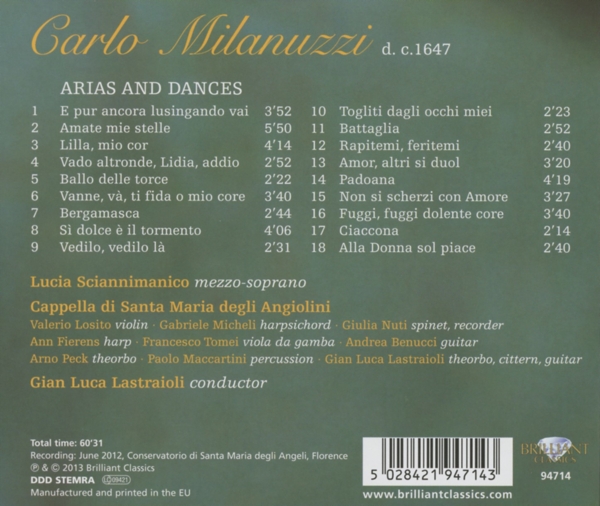 Carlo Milanuzzi d. c.1647
ARIAS AND DANCES
1 E pur ancora lusingando vai 3’52
2 Amate mie stelle 5’50
3 Lilla, mio cor 4’14
4 Vado altronde, Lidia, addio 2’52
5 Ballo delle torce 2’22
6 Vanne, và, ti fida o mio core 3’40
7 Bergamasca 2’44
8 Sì dolce è il tormento 4’06
9 Vedilo, vedilo là 2’31
10 Togliti dagli occhi miei 2’23
11 Battaglia 2’52
12 Rapitemi, feritemi 2’40
13 Amor, altri si duol 3’20
14 Padoana 4’19
15 Non si scherzi con Amore 3’27
16 Fuggi, fuggi dolente core 3’40
17 Ciaccona 2’14
18 Alla Donna sol piace 2’40
Lucia Sciannimanico mezzo-soprano
Cappella di Santa Maria degli Angiolini
Valerio Losito violin · Gabriele Micheli harpsichord · Giulia Nuti spinet, recorder
Ann Fierens harp · Francesco Tomei viola da gamba · Andrea Benucci guitar
Arno Peck theorbo · Paolo Maccartini percussion · Gian Luca Lastraioli theorbo, cittern, guitar
Gian Luca Lastraioli conductor
Total time: 60’31
Recording: June 2012, Conservatorio di Santa Maria degli Angeli, Florence
℗ & © 2013 Brilliant Classics
DDD STEMRA LC 09421
Manufactured and printed in the EU
5 028421 947143
www.brilliantclassics.com
BRILLIANT
CLASSICS
94714